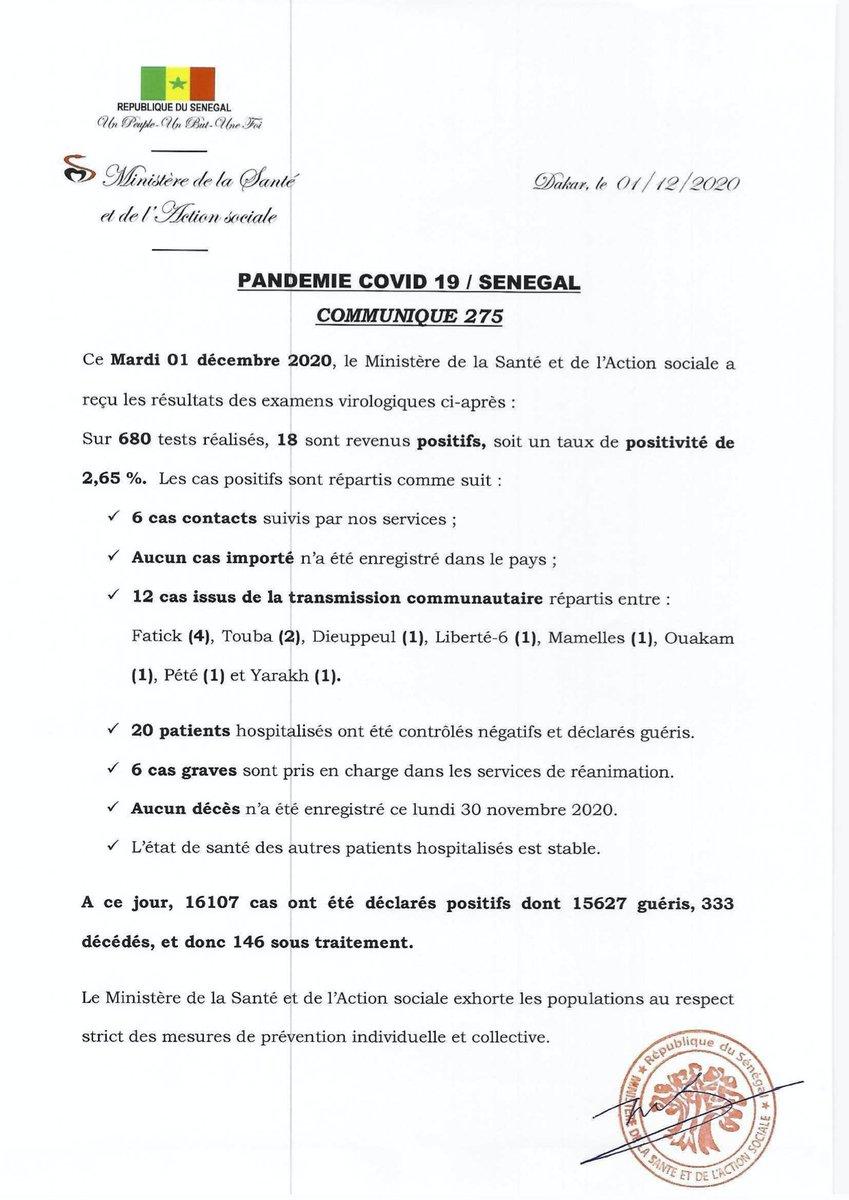 REPUBLIQUE DU SENEGAL
Un Peuple-Un But-Une Foi
Ministère de la Santé
et de l'Action sociale
Dakar, le 01/12/2020
PANDEMIE COVID 19 / SENEGAL
COMMUNIQUE 275
Ce Mardi 01 décembre 2020, le Ministère de la Santé et de l'Action sociale a
reçu les résultats des examens virologiques ci-après :
Sur 680 tests réalisés, 18 sont revenus positifs, soit un taux de positivité de
2,65 %. Les cas positifs sont répartis comme suit :
✓ 6 cas contacts suivis par nos services ;
✓ Aucun cas importé n'a été enregistré dans le pays ;
✓ 12 cas issus de la transmission communautaire répartis entre :
Fatick (4), Touba (2), Dieuppeul (1), Liberté-6 (1), Mamelles (1), Ouakam
(1), Pété (1) et Yarakh (1).
✓ 20 patients hospitalisés ont été contrôlés négatifs et déclarés guéris.
✓ 6 cas graves sont pris en charge dans les services de réanimation.
✓ Aucun décès n'a été enregistré ce lundi 30 novembre 2020.
✓ L'état de santé des autres patients hospitalisés est stable.
A ce jour, 16107 cas ont été déclarés positifs dont 15627 guéris, 333
décédés, et donc 146 sous traitement.
Le Ministère de la Santé et de l'Action sociale exhorte les populations au respect
strict des mesures de prévention individuelle et collective.
République du Sénégal
MINISTERE DE LA SANTE ET DE L'ACTION SOCIALE